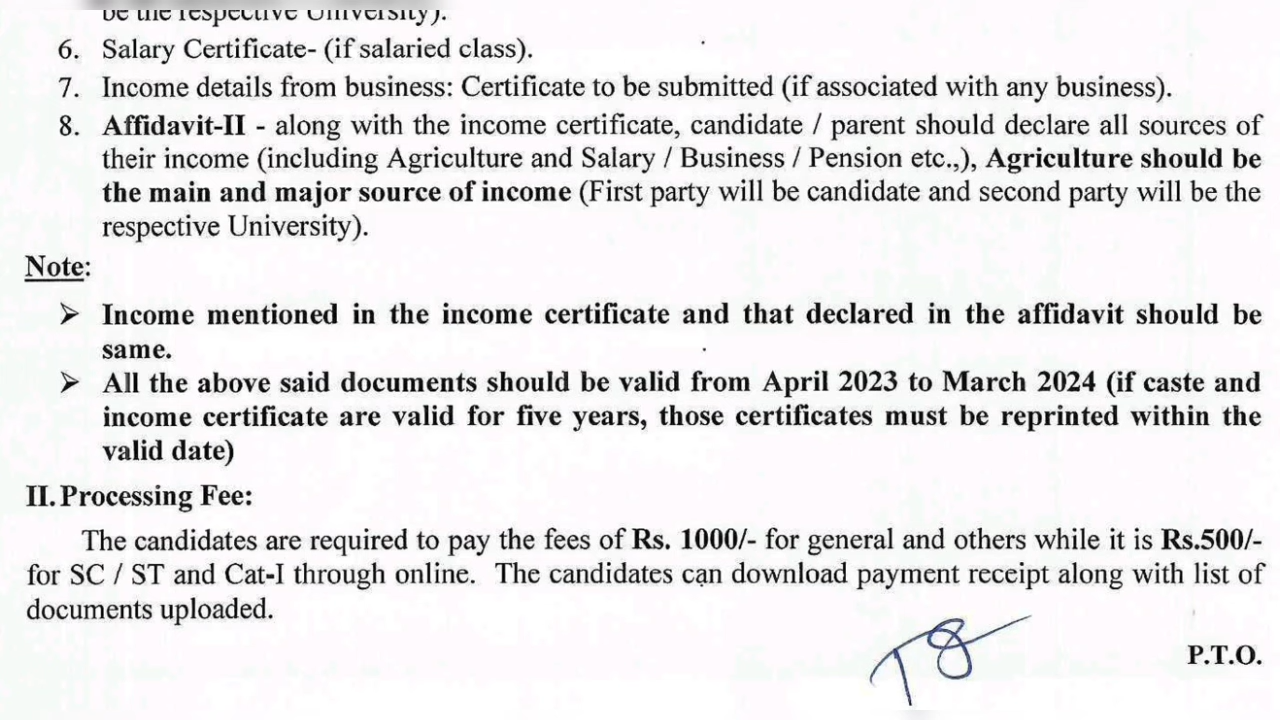 be the respective University).
6. Salary Certificate- (if salaried class).
7. Income details from business: Certificate to be submitted (if associated with any business).
8. Affidavit-II - along with the income certificate, candidate / parent should declare all sources of
their income (including Agriculture and Salary / Business / Pension etc.,), Agriculture should be
the main and major source of income (First party will be candidate and second party will be the
respective University).
Note:
➢ Income mentioned in the income certificate and that declared in the affidavit should be
same.
➢ All the above said documents should be valid from April 2023 to March 2024 (if caste and
income certificate are valid for five years, those certificates must be reprinted within the
valid date)
II. Processing Fee:
The candidates are required to pay the fees of Rs. 1000/- for general and others while it is Rs.500/-
for SC / ST and Cat-I through online. The candidates can download payment receipt along with list of
documents uploaded.
P.T.O.